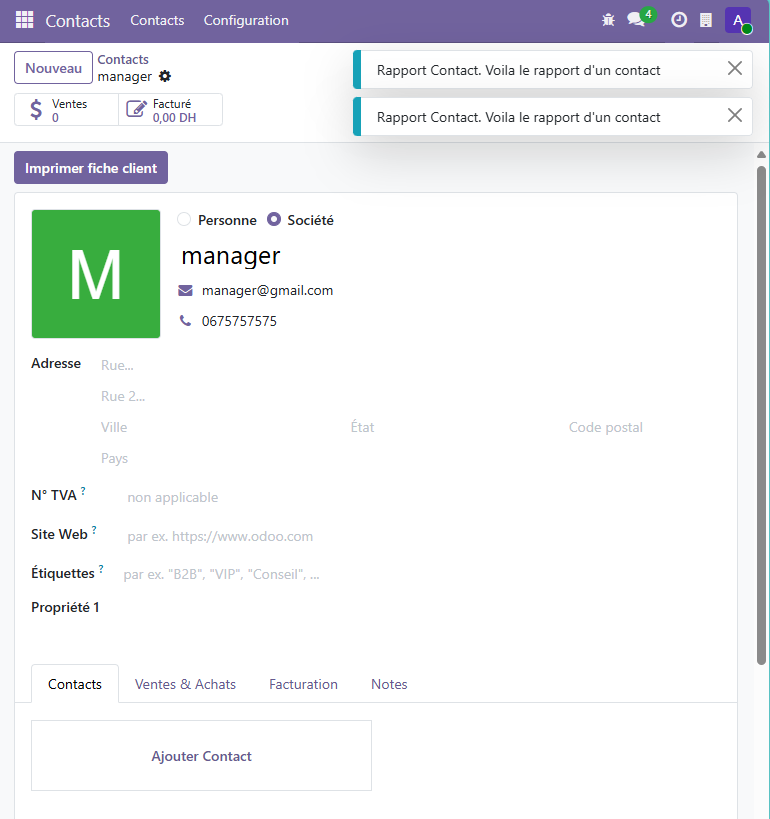 Contacts Contacts Configuration 4 A
Nouveau
Contacts
manager
Rapport Contact. Voila le rapport d'un contact
Ventes
0
Facturé
0,00 DH
Rapport Contact. Voila le rapport d'un contact
Imprimer fiche client
M
Personne Société
manager
manager@gmail.com
0675757575
Adresse Rue...
Rue 2...
Ville État Code postal
Pays
N° TVA ? non applicable
Site Web ? par ex. https://www.odoo.com
Étiquettes ? par ex. "B2B", "VIP", "Conseil", ...
Propriété 1
Contacts Ventes & Achats Facturation Notes
Ajouter Contact